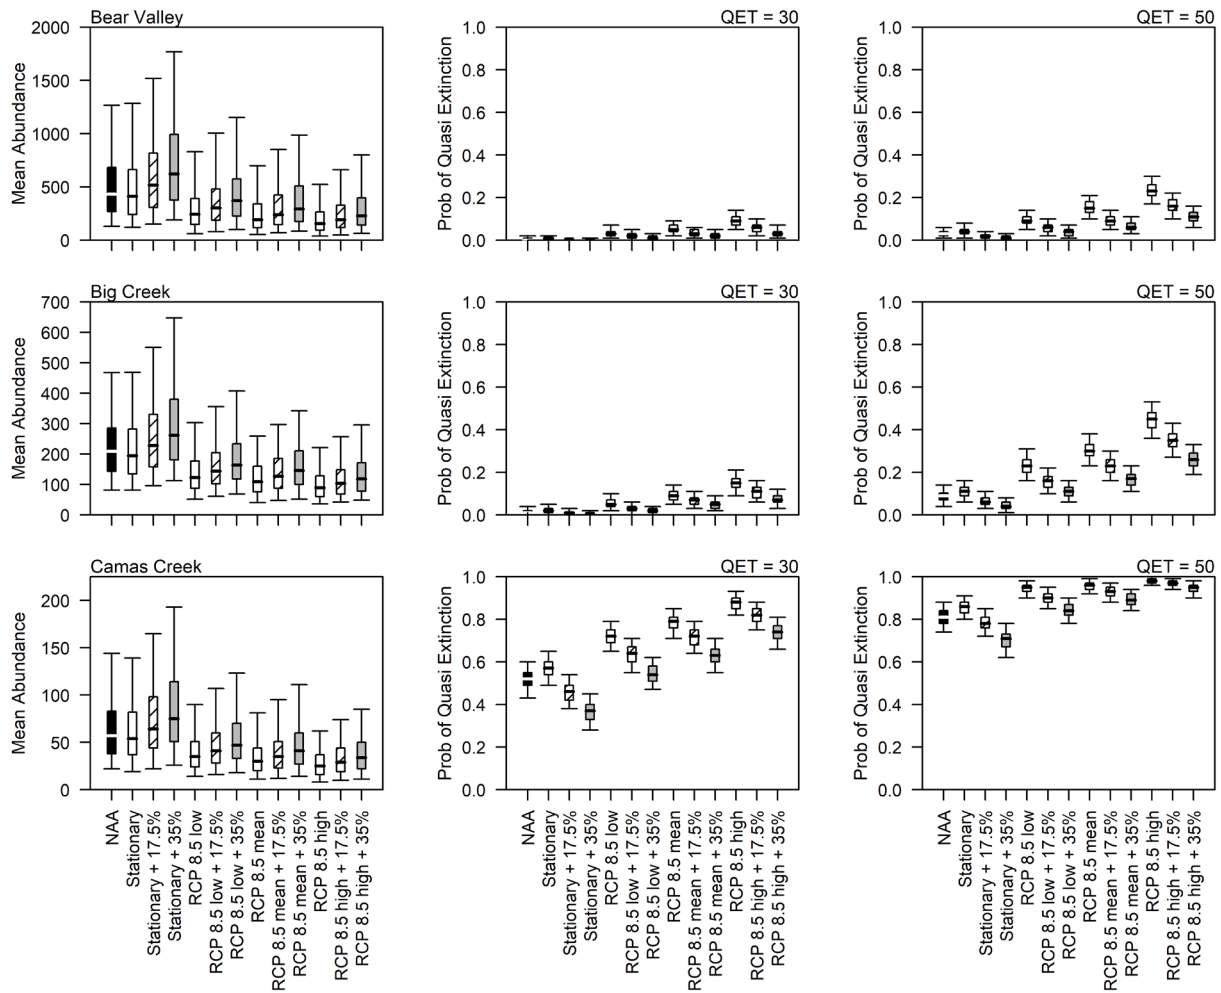 Bear Valley
Mean Abundance
2000
1500
1000
500
0
QET = 30
Prob of Quasi Extinction
1.0
0.8
0.6
0.4
0.2
0.0
QET = 50
Prob of Quasi Extinction
1.0
0.8
0.6
0.4
0.2
0.0
Big Creek
Mean Abundance
700
600
500
400
300
200
100
0
QET = 30
Prob of Quasi Extinction
1.0
0.8
0.6
0.4
0.2
0.0
QET = 50
Prob of Quasi Extinction
1.0
0.8
0.6
0.4
0.2
0.0
Camas Creek
Mean Abundance
200
150
100
50
0
NAA
Stationary
Stationary + 17.5%
Stationary + 35%
RCP 8.5 low
RCP 8.5 low + 17.5%
RCP 8.5 low + 35%
RCP 8.5 mean
RCP 8.5 mean + 17.5%
RCP 8.5 mean + 35%
RCP 8.5 high
RCP 8.5 high + 17.5%
RCP 8.5 high + 35%
QET = 30
Prob of Quasi Extinction
1.0
0.8
0.6
0.4
0.2
0.0
NAA
Stationary
Stationary + 17.5%
Stationary + 35%
RCP 8.5 low
RCP 8.5 low + 17.5%
RCP 8.5 low + 35%
RCP 8.5 mean
RCP 8.5 mean + 17.5%
RCP 8.5 mean + 35%
RCP 8.5 high
RCP 8.5 high + 17.5%
RCP 8.5 high + 35%
QET = 50
Prob of Quasi Extinction
1.0
0.8
0.6
0.4
0.2
0.0
NAA
Stationary
Stationary + 17.5%
Stationary + 35%
RCP 8.5 low
RCP 8.5 low + 17.5%
RCP 8.5 low + 35%
RCP 8.5 mean
RCP 8.5 mean + 17.5%
RCP 8.5 mean + 35%
RCP 8.5 high
RCP 8.5 high + 17.5%
RCP 8.5 high + 35%